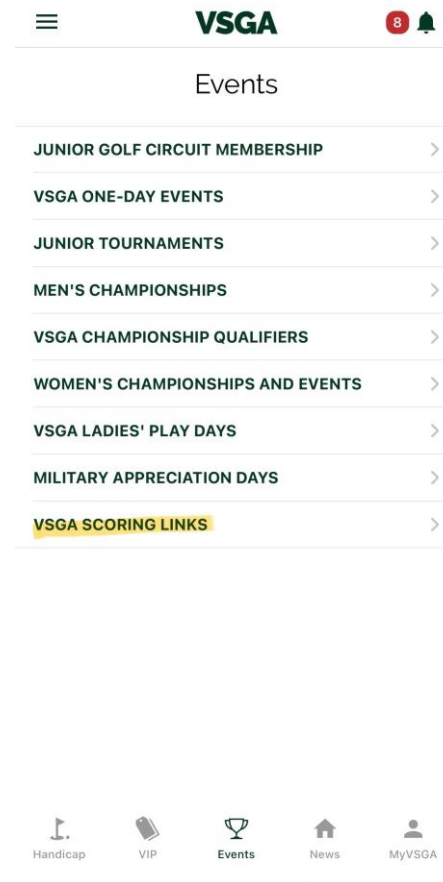 VSGA
8
Events
JUNIOR GOLF CIRCUIT MEMBERSHIP
VSGA ONE-DAY EVENTS
JUNIOR TOURNAMENTS
MEN'S CHAMPIONSHIPS
VSGA CHAMPIONSHIP QUALIFIERS
WOMEN'S CHAMPIONSHIPS AND EVENTS
VSGA LADIES' PLAY DAYS
MILITARY APPRECIATION DAYS
VSGA SCORING LINKS
Handicap VIP Events News MyVSGA